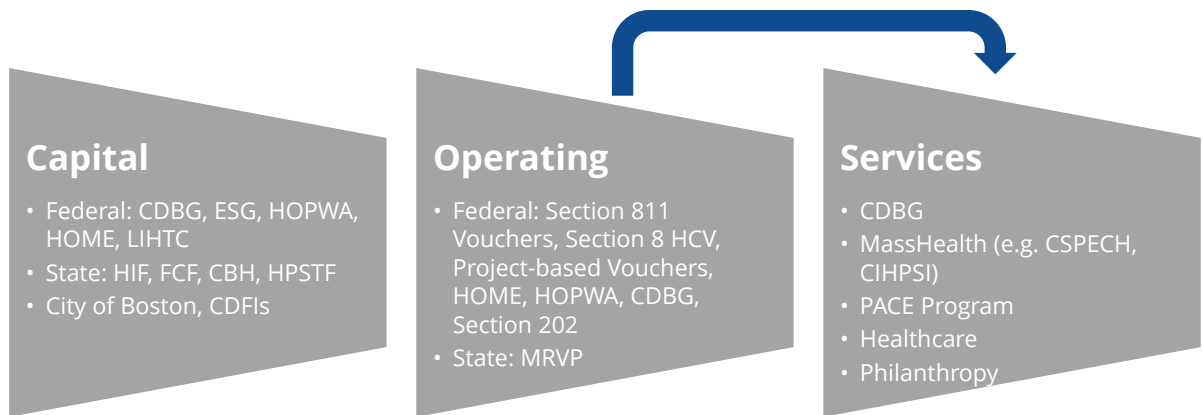 Capital
• Federal: CDBG, ESG, HOPWA,
HOME, LIHTC
• State: HIF, FCF, CBH, HPSTF
• City of Boston, CDFIs
Operating
• Federal: Section 811
Vouchers, Section 8 HCV,
Project-based Vouchers,
HOME, HOPWA, CDBG,
Section 202
• State: MRVP
Services
• CDBG
• MassHealth (e.g. CSPECH,
CIHPSI)
• PACE Program
• Healthcare
• Philanthropy